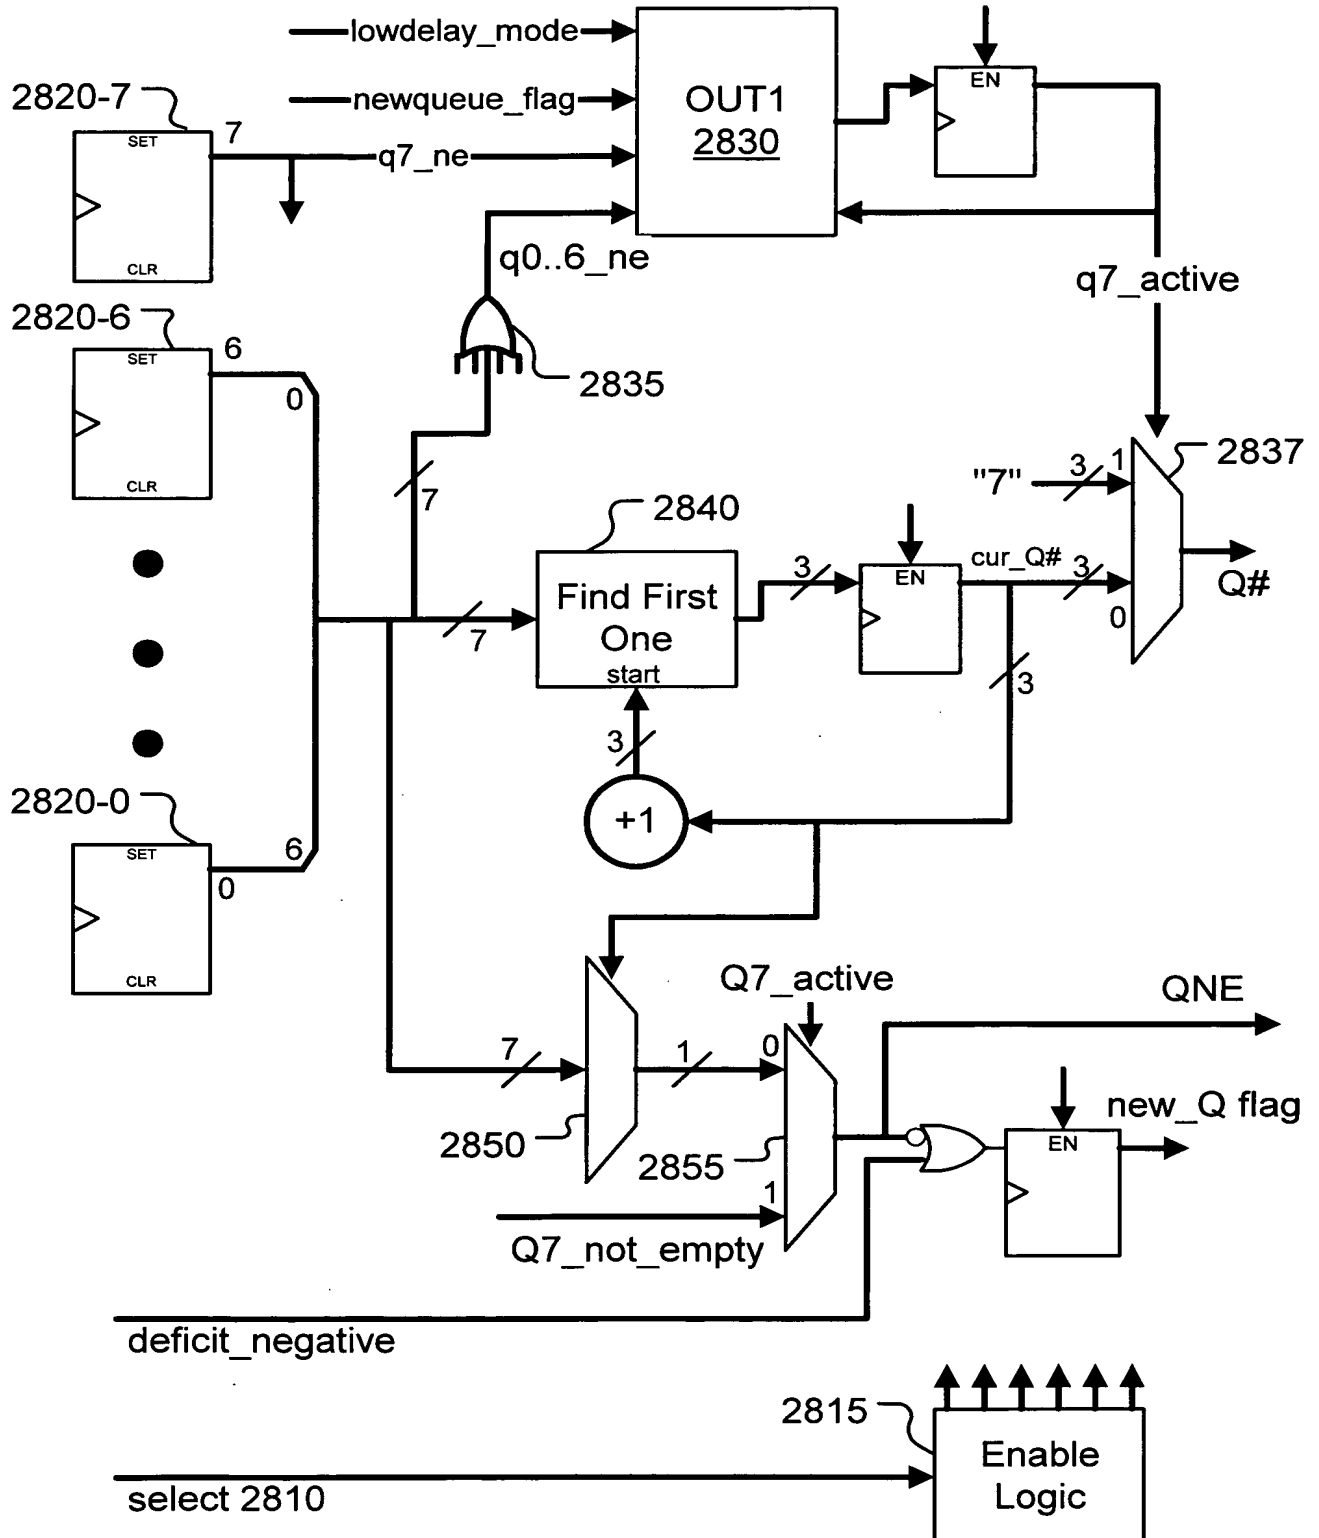 lowdelay_mode
newqueue_flag
q7_ne
q0..6_ne
OUT1
2830
EN
q7_active
2820-7
7
SET
CLR
2820-6
6
0
SET
CLR
2835
7
2837
"7"
3
1
2840
Find First
One
start
7
3
EN
cur_Q#
3
0
Q#
3
3
+1
2820-0
6
0
SET
CLR
Q7_active
QNE
7
1
0
2850
2855
1
Q7_not_empty
new_Q flag
EN
deficit_negative
2815
Enable
Logic
select 2810